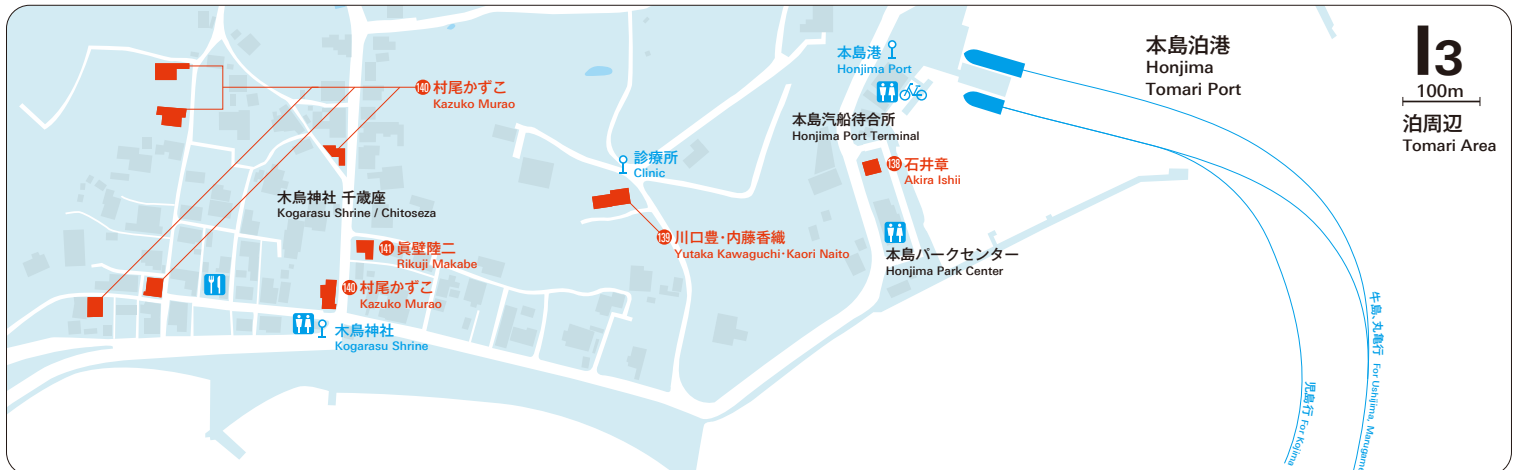 140 村尾かずこ
Kazuko Murao
木烏神社 千歳座
Kogarasu Shrine / Chitoseza
141 眞壁陸二
Rikuji Makabe
140 村尾かずこ
Kazuko Murao
木烏神社
Kogarasu Shrine
診療所
Clinic
139 川口豊・内藤香織
Yutaka Kawaguchi・Kaori Naito
本島港
Honjima Port
本島汽船待合所
Honjima Port Terminal
138 石井章
Akira Ishii
本島パークセンター
Honjima Park Center
本島泊港
Honjima
Tomari Port
I3
100m
泊周辺
Tomari Area
牛島、丸亀行 For Ushijima, Marugame
児島行 For Kojima